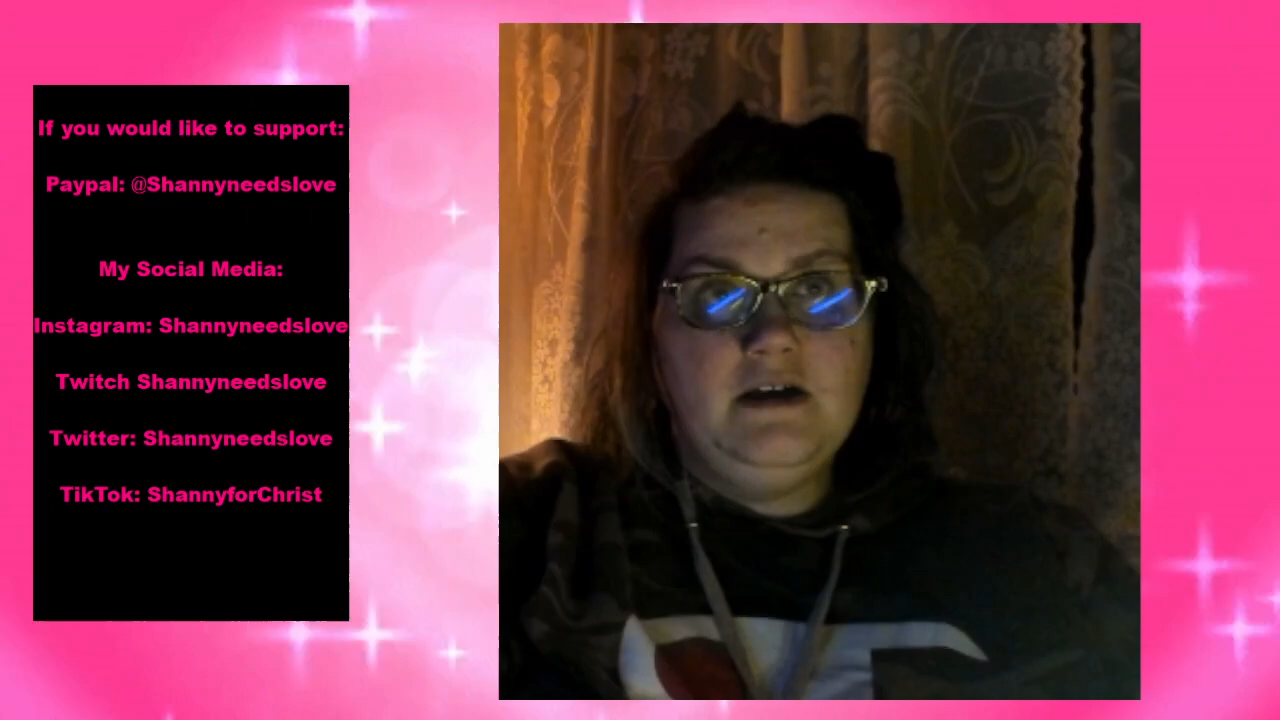 If you would like to support:
Paypal: @Shannyneedslove
My Social Media:
Instagram: Shannyneedslove
Twitch Shannyneedslove
Twitter: Shannyneedslove
TikTok: ShannyforChrist